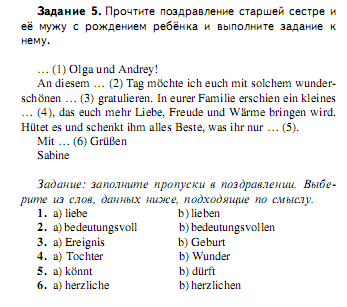 Задание 5. Прочтите поздравление старшей сестре и
её мужу с рождением ребёнка и выполните задание к
нему.
... (1) Olga und Andrey!
An diesem ... (2) Tag möchte ich euch mit solchem wunder-
schönen ... (3) gratulieren. In eurer Familie erschien ein kleines
... (4), das euch mehr Liebe, Freude und Wärme bringen wird.
Hütet es und schenkt ihm alles Beste, was ihr nur ... (5).
Mit ... (6) Grüßen
Sabine
Задание: заполните пропуски в поздравлении. Выбе-
рите из слов, данных ниже, подходящие по смыслу.
1. a) liebe b) lieben
2. a) bedeutungsvoll b) bedeutungsvollen
3. a) Ereignis b) Geburt
4. a) Tochter b) Wunder
5. a) könnt b) dürft
6. a) herzliche b) herzlichen